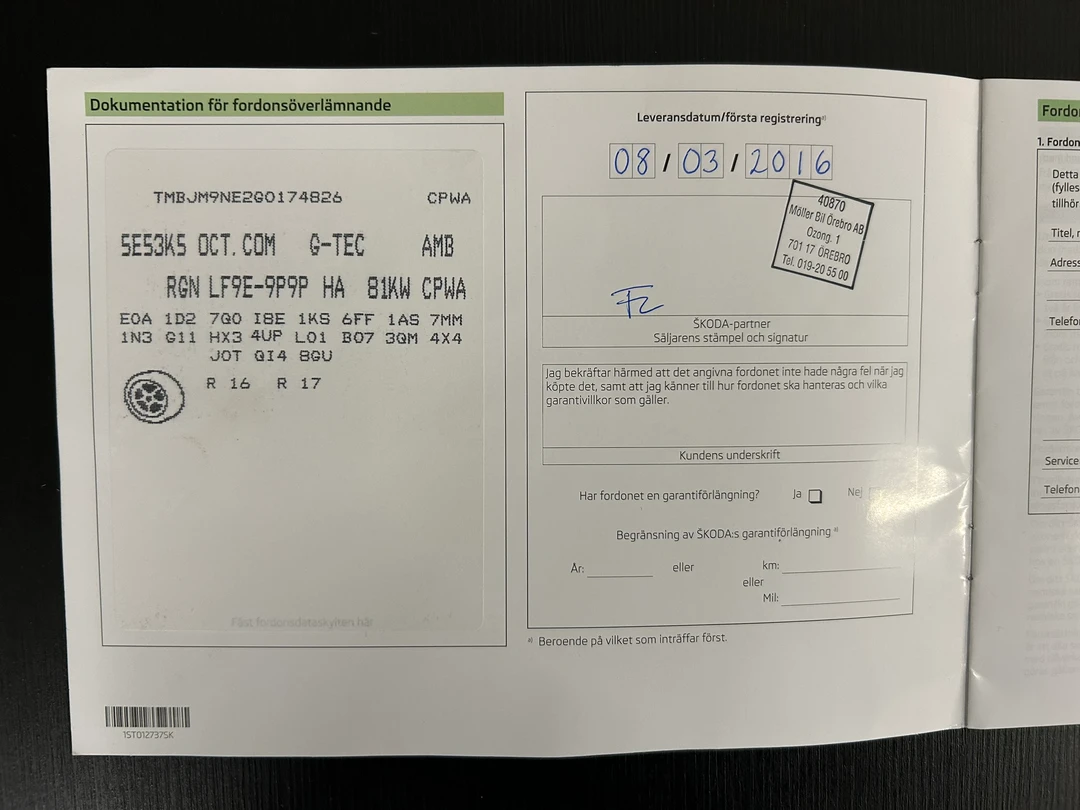 Dokumentation för fordonsöverlämnande
TMBJM9NE2G0174826 CPWA
5E53K5 OCT.COM G-TEC AMB
RGN LF9E-9P9P HA 81KW CPWA
E0A 1D2 7Q0 I8E 1KS 6FF 1AS 7MM
1N3 G11 HX3 4UP L01 B07 3QM 4X4
J0T QI4 8GU
R 16 R 17
Fäst fordonsdataskylten här
1ST012737SK
Leveransdatum/första registrering a)
08 / 03 / 2016
40870
Möller Bil Örebro AB
Ozong. 1
701 17 ÖREBRO
Tel. 019-20 55 00
ŠKODA-partner
Säljarens stämpel och signatur
Jag bekräftar härmed att det angivna fordonet inte hade några fel när jag
köpte det, samt att jag känner till hur fordonet ska hanteras och vilka
garantivillkor som gäller.
Kundens underskrift
Har fordonet en garantiförlängning? Ja Nej
Begränsning av ŠKODA:s garantiförlängning a)
År: eller km:
eller
Mil:
a) Beroende på vilket som inträffar först.
Fordo
1. Fordon
Detta
(fylles
tillhör
Titel, n
Adress
Telefo
Service
Telefon